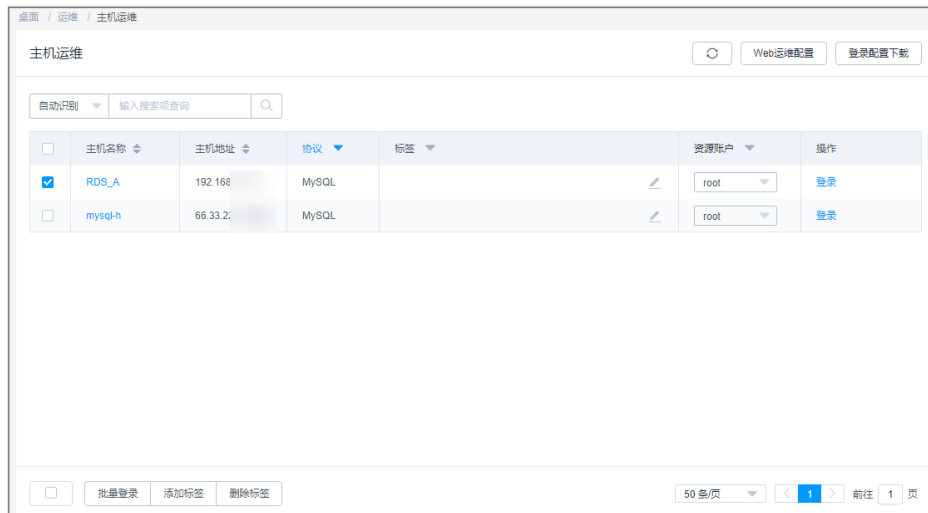 桌面 / 运维 / 主机运维
主机运维
Web运维配置 登录配置下载
自动识别 输入搜索项查询
主机名称 主机地址 协议 标签 资源账户 操作
RDS_A 192.168 MySQL root 登录
mysql-h 66.33.2 MySQL root 登录
批量登录 添加标签 删除标签 50 条/页 1 前往 1 页